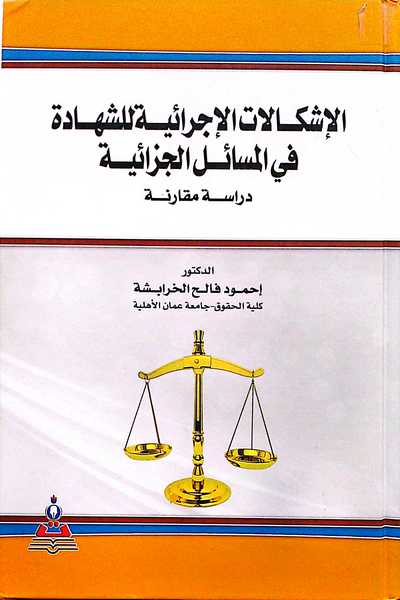 الإشكالات الإجرائية للشهادة
في المسائل الجزائية
دراسة مقارنة
الدكتور
إحمود فالح الخرابشة
كلية الحقوق-جامعة عمان الأهلية